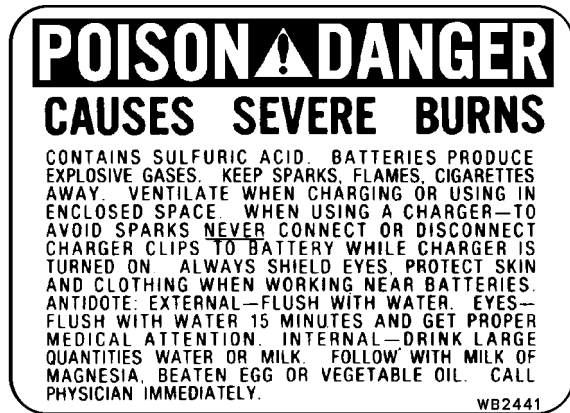 POISON DANGER
CAUSES SEVERE BURNS
CONTAINS SULFURIC ACID. BATTERIES PRODUCE
EXPLOSIVE GASES. KEEP SPARKS, FLAMES, CIGARETTES
AWAY. VENTILATE WHEN CHARGING OR USING IN
ENCLOSED SPACE. WHEN USING A CHARGER—TO
AVOID SPARKS NEVER CONNECT OR DISCONNECT
CHARGER CLIPS TO BATTERY WHILE CHARGER IS
TURNED ON. ALWAYS SHIELD EYES, PROTECT SKIN
AND CLOTHING WHEN WORKING NEAR BATTERIES.
ANTIDOTE: EXTERNAL—FLUSH WITH WATER. EYES—
FLUSH WITH WATER 15 MINUTES AND GET PROPER
MEDICAL ATTENTION. INTERNAL—DRINK LARGE
QUANTITIES WATER OR MILK. FOLLOW WITH MILK OF
MAGNESIA, BEATEN EGG OR VEGETABLE OIL. CALL
PHYSICIAN IMMEDIATELY.
WB2441